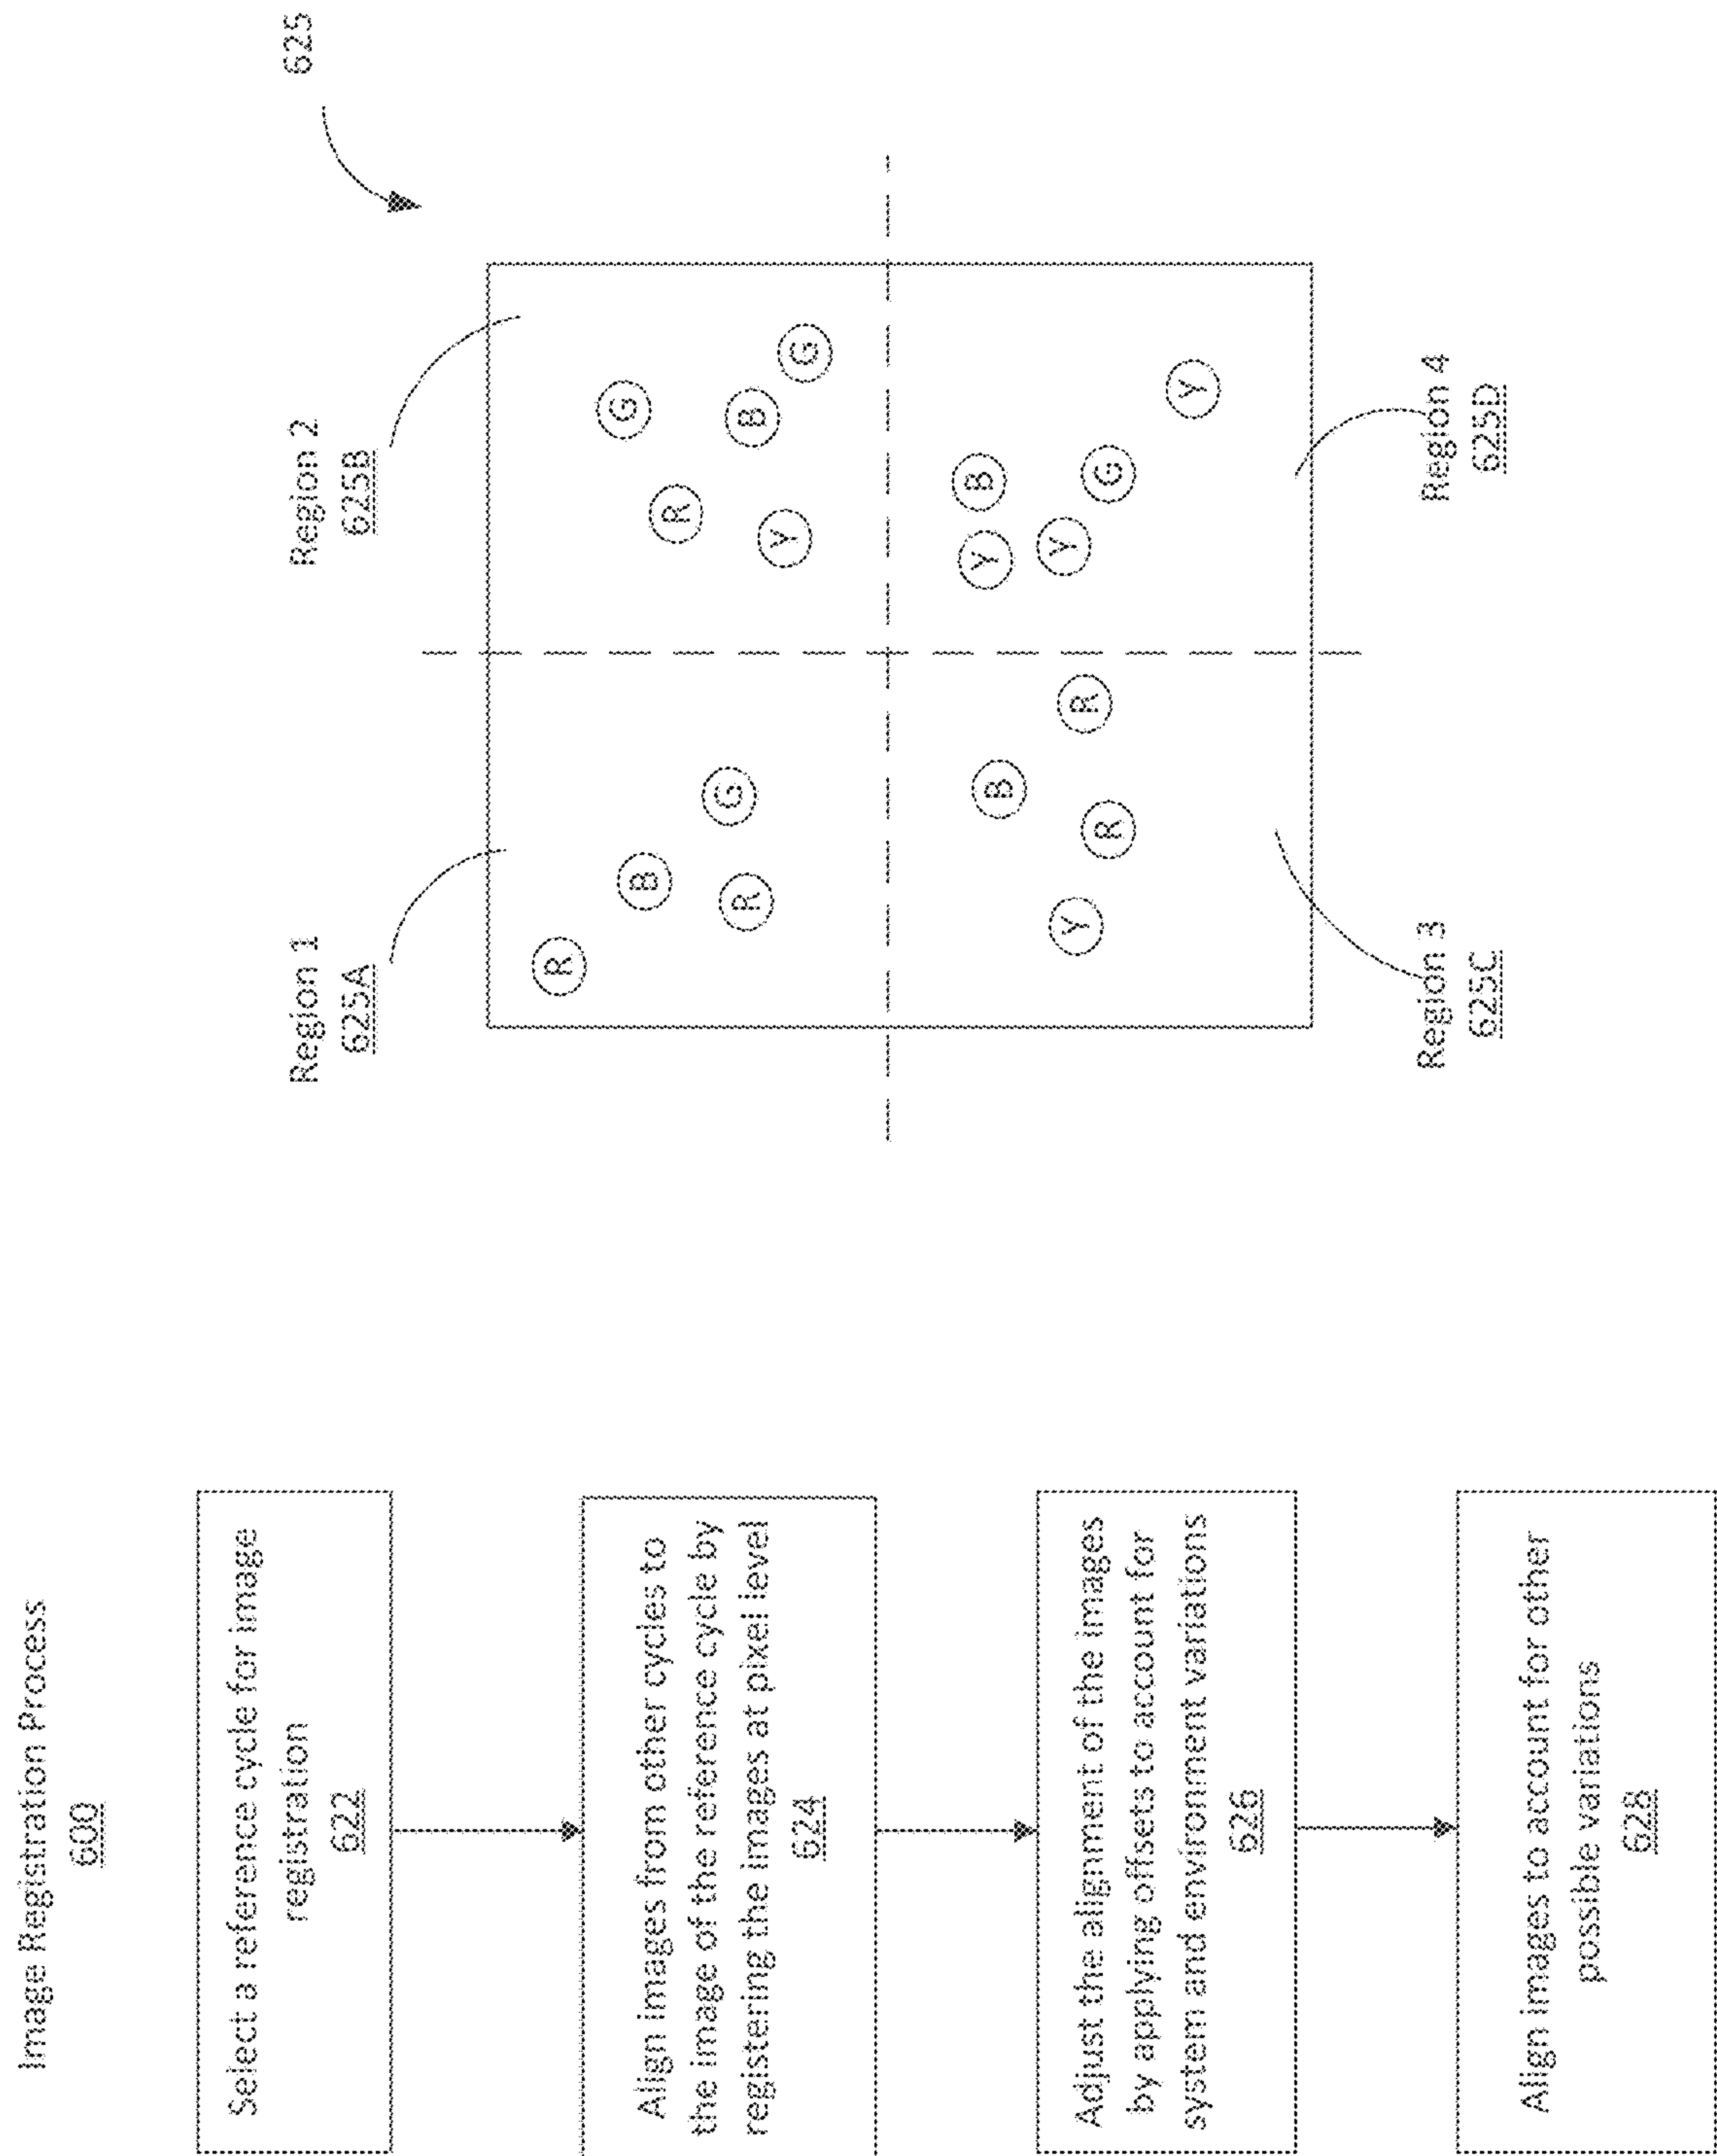 Image Registration Process
600
Select a reference cycle for image
registration
622
Align images from other cycles to
the image of the reference cycle by
registering the images at pixel level
624
Adjust the alignment of the images
by applying offsets to account for
system and environment variations
626
Align images to account for other
possible variations
628
625
Region 1
625A
Region 2
625B
R
B
G
R
G
R
B
G
Y
B
R
R
Y
Y
B
Y
G
Y
Region 3
625C
Region 4
625D